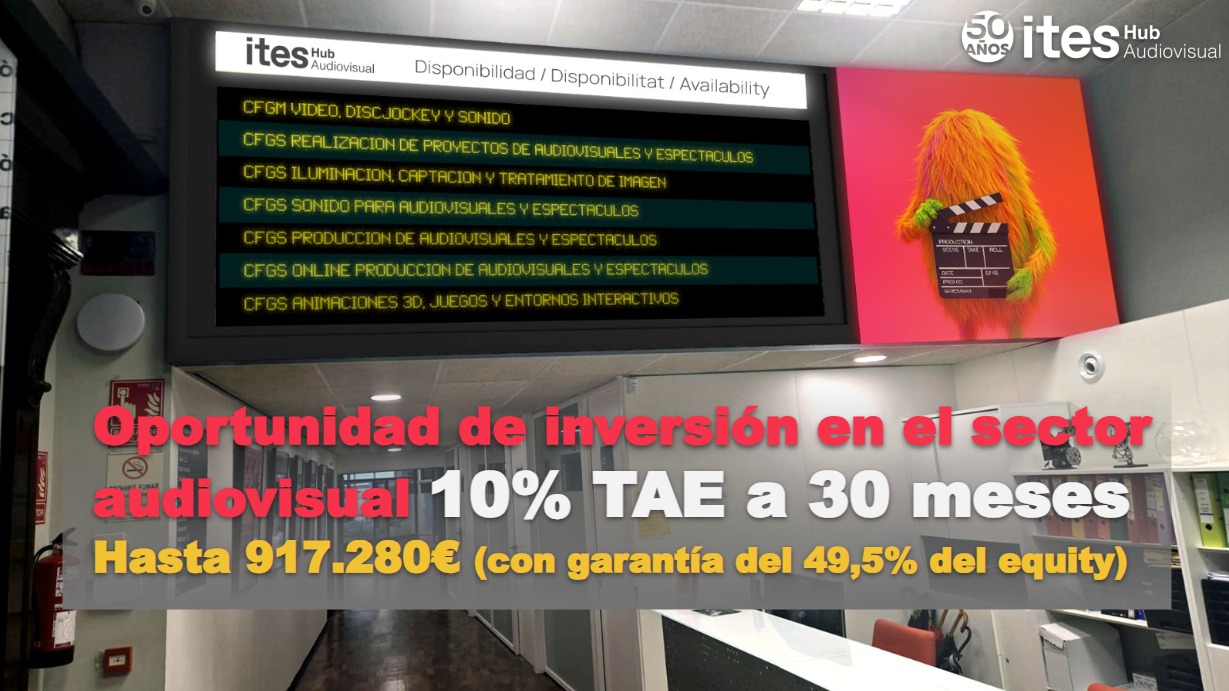 50 AÑOS ites Hub Audiovisual
ites Hub Audiovisual
Disponibilidad / Disponibilitat / Availability
CFGM VIDEO, DISCJOCKEY Y SONIDO
CFGS REALIZACION DE PROYECTOS DE AUDIOVISUALES Y ESPECTACULOS
CFGS ILUMINACION, CAPTACION Y TRATAMIENTO DE IMAGEN
CFGS SONIDO PARA AUDIOVISUALES Y ESPECTACULOS
CFGS PRODUCCION DE AUDIOVISUALES Y ESPECTACULOS
CFGS ONLINE PRODUCCION DE AUDIOVISUALES Y ESPECTACULOS
CFGS ANIMACIONES 3D, JUEGOS Y ENTORNOS INTERACTIVOS
PRODUCTION
SCENE TAKE ROLL
DATE
Oportunidad de inversión en el sector
audiovisual 10% TAE a 30 meses
Hasta 917.280€ (con garantía del 49,5% del equity)
PROHIBIT FUMAR